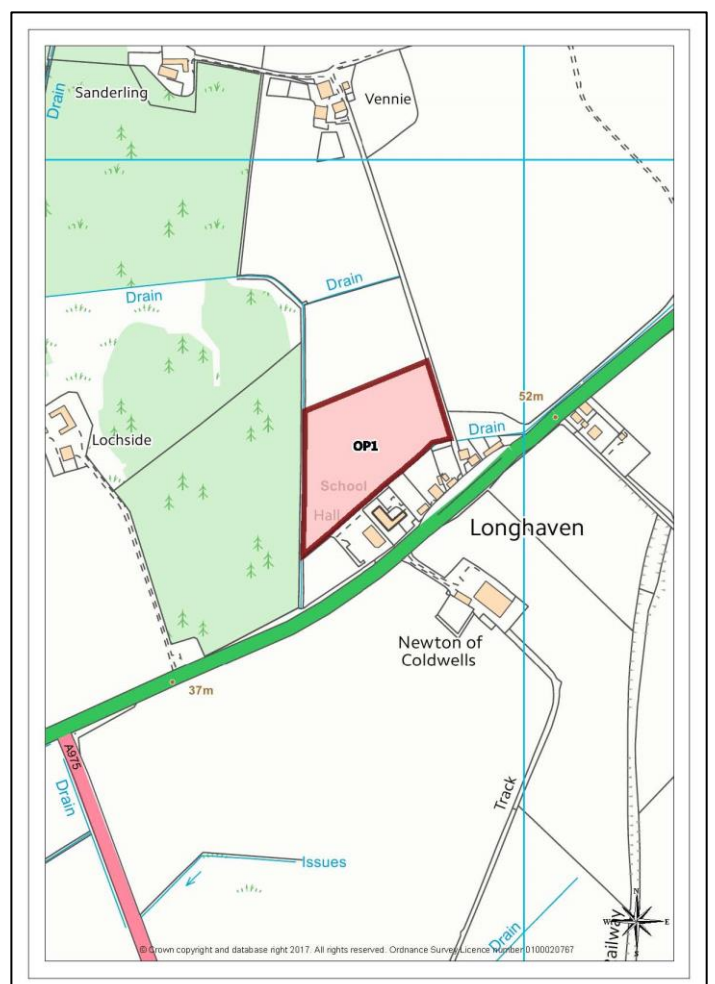 Sanderling
Drain
Vennie
Drain
Drain
Lochside
OP1
School
Hall
52m
Drain
Longhaven
Newton of
Coldwells
37m
A975
Drain
Track
Issues
Drain
N
W E
S
© Crown copyright and database right 2017. All rights reserved. Ordnance Survey Licence number 0100020767